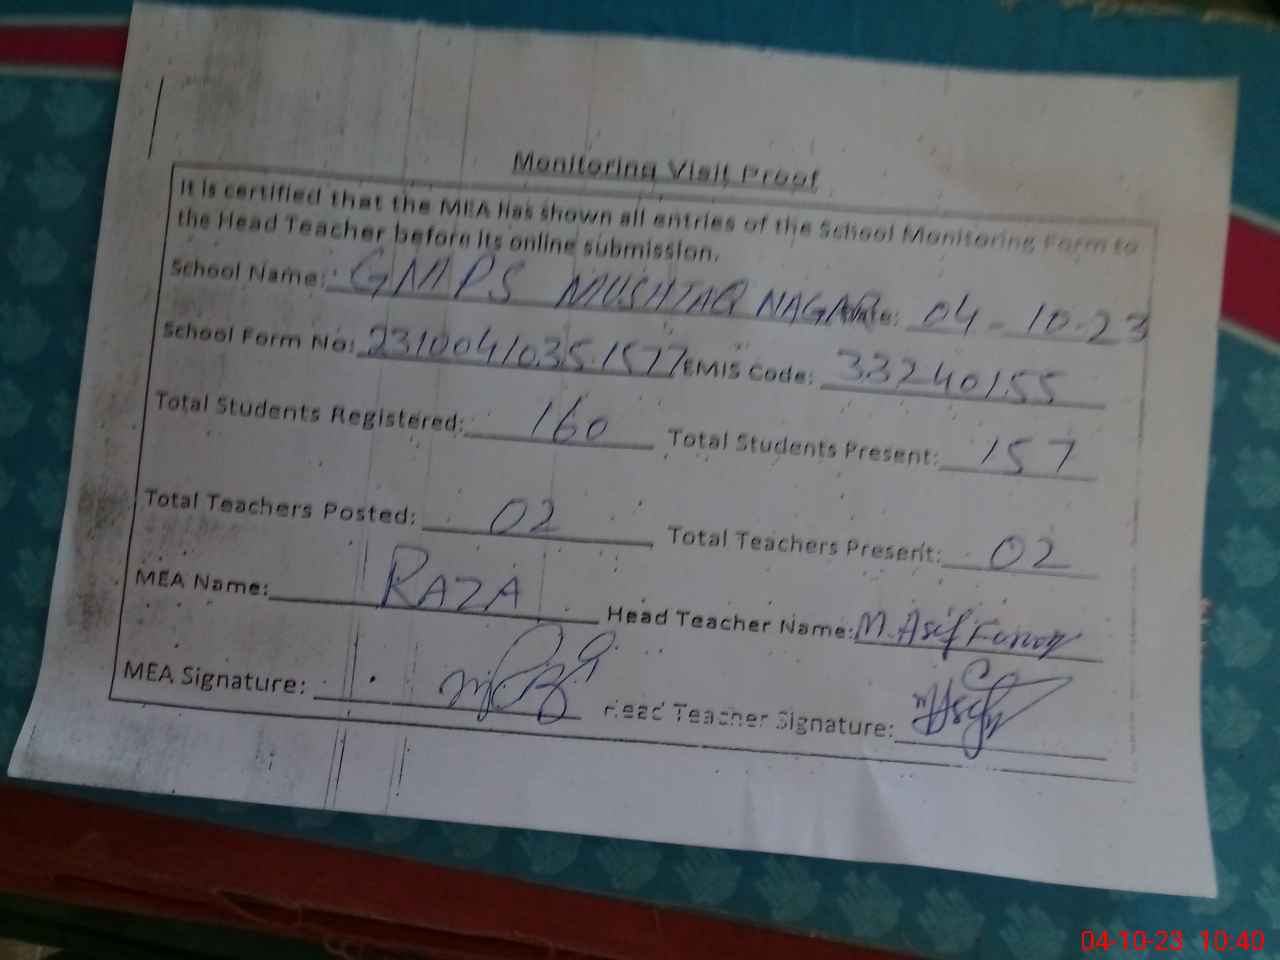 Monitoring Visit Proof
It is certified that the MEA has shown all entries of the School Monitoring Form to
the Head Teacher before its online submission.
School Name: GMPS MUSHTAQ NAGAR Date: 04-10-23
School Form No: 23100410351577 EMIS Code: 33240155
Total Students Registered: 160 Total Students Present: 157
Total Teachers Posted: 02 Total Teachers Present: 02
MEA Name: RAZA Head Teacher Name: M. Asif
MEA Signature: Head Teacher Signature:
04-10-23 10:40